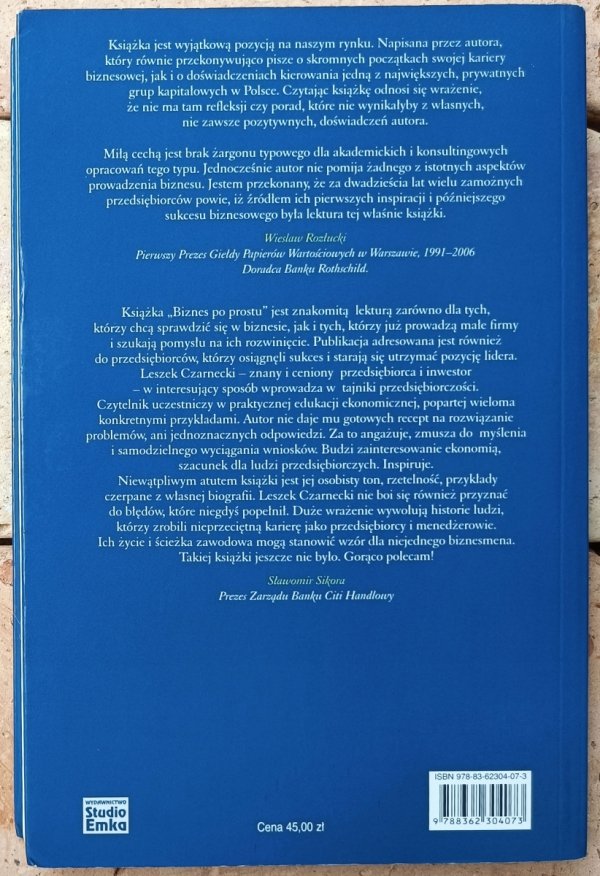 Książka jest wyjątkową pozycją na naszym rynku. Napisana przez autora,
który równie przekonywująco pisze o skromnych początkach swojej kariery
biznesowej, jak i o doświadczeniach kierowania jedną z największych, prywatnych
grup kapitałowych w Polsce. Czytając książkę odnosi się wrażenie,
że nie ma tam refleksji czy porad, które nie wynikałyby z własnych,
nie zawsze pozytywnych, doświadczeń autora.
Miłą cechą jest brak żargonu typowego dla akademickich i konsultingowych
opracowań tego typu. Jednocześnie autor nie pomija żadnego z istotnych aspektów
prowadzenia biznesu. Jestem przekonany, że za dwadzieścia lat wielu zamożnych
przedsiębiorców powie, iż źródłem ich pierwszych inspiracji i późniejszego
sukcesu biznesowego była lektura tej właśnie książki.
Wiesław Rozłucki
Pierwszy Prezes Giełdy Papierów Wartościowych w Warszawie, 1991–2006
Doradca Banku Rothschild.
Książka „Biznes po prostu” jest znakomitą lekturą zarówno dla tych,
którzy chcą sprawdzić się w biznesie, jak i tych, którzy już prowadzą małe firmy
i szukają pomysłu na ich rozwinięcie. Publikacja adresowana jest również
do przedsiębiorców, którzy osiągnęli sukces i starają się utrzymać pozycję lidera.
Leszek Czarnecki – znany i ceniony przedsiębiorca i inwestor
– w interesujący sposób wprowadza w tajniki przedsiębiorczości.
Czytelnik uczestniczy w praktycznej edukacji ekonomicznej, popartej wieloma
konkretnymi przykładami. Autor nie daje mu gotowych recept na rozwiązanie
problemów, ani jednoznacznych odpowiedzi. Za to angażuje, zmusza do myślenia
i samodzielnego wyciągania wniosków. Budzi zainteresowanie ekonomią,
szacunek dla ludzi przedsiębiorczych. Inspiruje.
Niewątpliwym atutem książki jest jej osobisty ton, rzetelność, przykłady
czerpane z własnej biografii. Leszek Czarnecki nie boi się również przyznać
do błędów, które niegdyś popełnił. Duże wrażenie wywołują historie ludzi,
którzy zrobili nieprzeciętną karierę jako przedsiębiorcy i menedżerowie.
Ich życie i ścieżka zawodowa mogą stanowić wzór dla niejednego biznesmena.
Takiej książki jeszcze nie było. Gorąco polecam!
Sławomir Sikora
Prezes Zarządu Banku Citi Handlowy
ISBN 978-83-62304-07-3
9 788362 304073
WYDAWNICTWO
Studio
Emka
Cena 45,00 zł